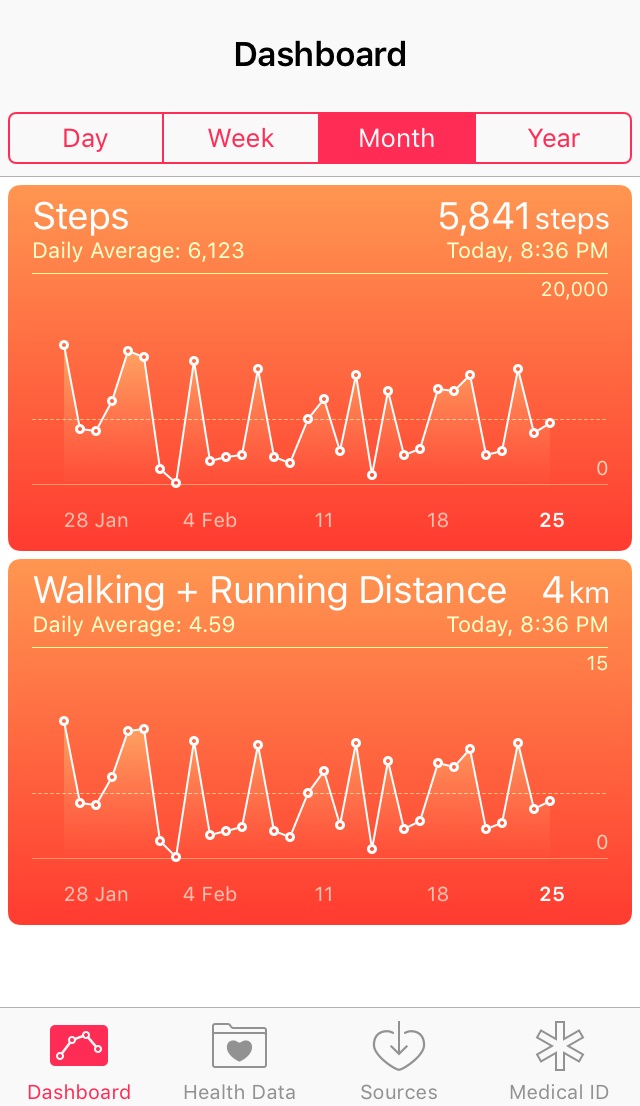 Dashboard
Day Week Month Year
Steps 5,841 steps
Daily Average: 6,123 Today, 8:36 PM
20,000
0
28 Jan 4 Feb 11 18 25
Walking + Running Distance 4 km
Daily Average: 4.59 Today, 8:36 PM
15
0
28 Jan 4 Feb 11 18 25
Dashboard Health Data Sources Medical ID